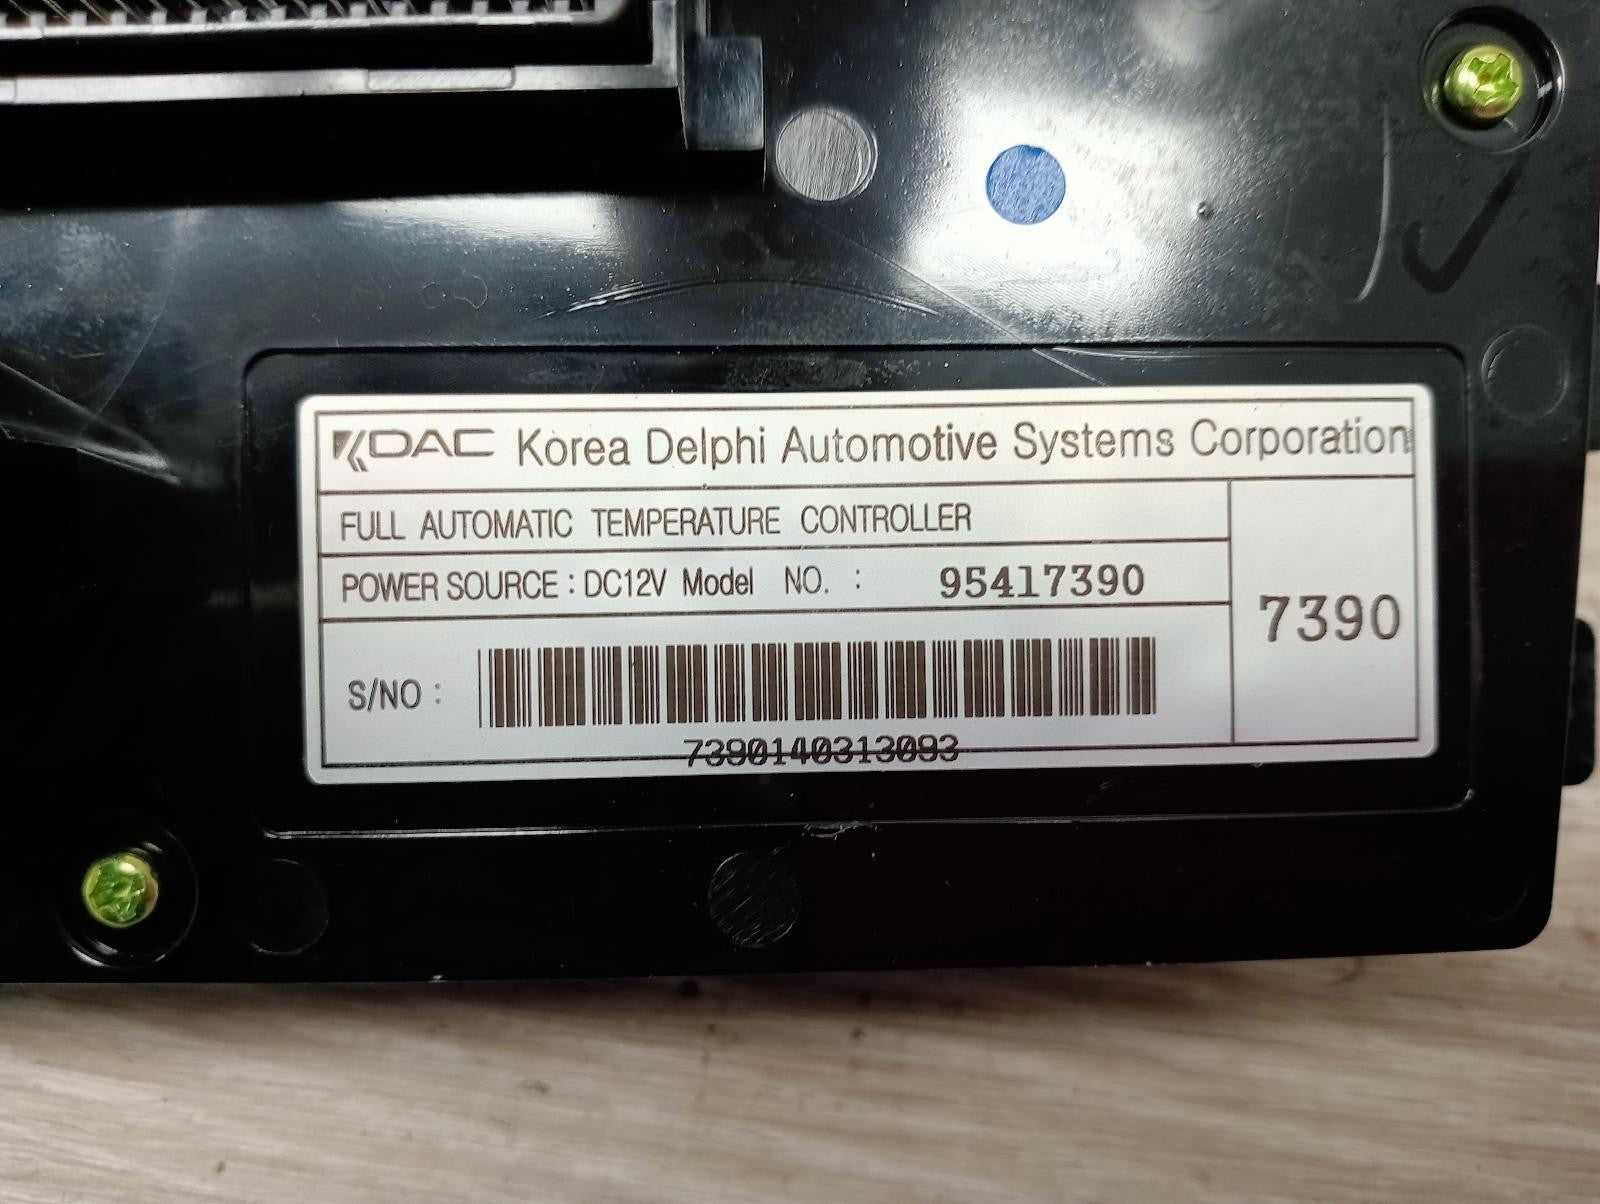 KDAC Korea Delphi Automotive Systems Corporation
FULL AUTOMATIC TEMPERATURE CONTROLLER
POWER SOURCE : DC12V Model NO. : 95417390
7390
S/NO :
7390140313093